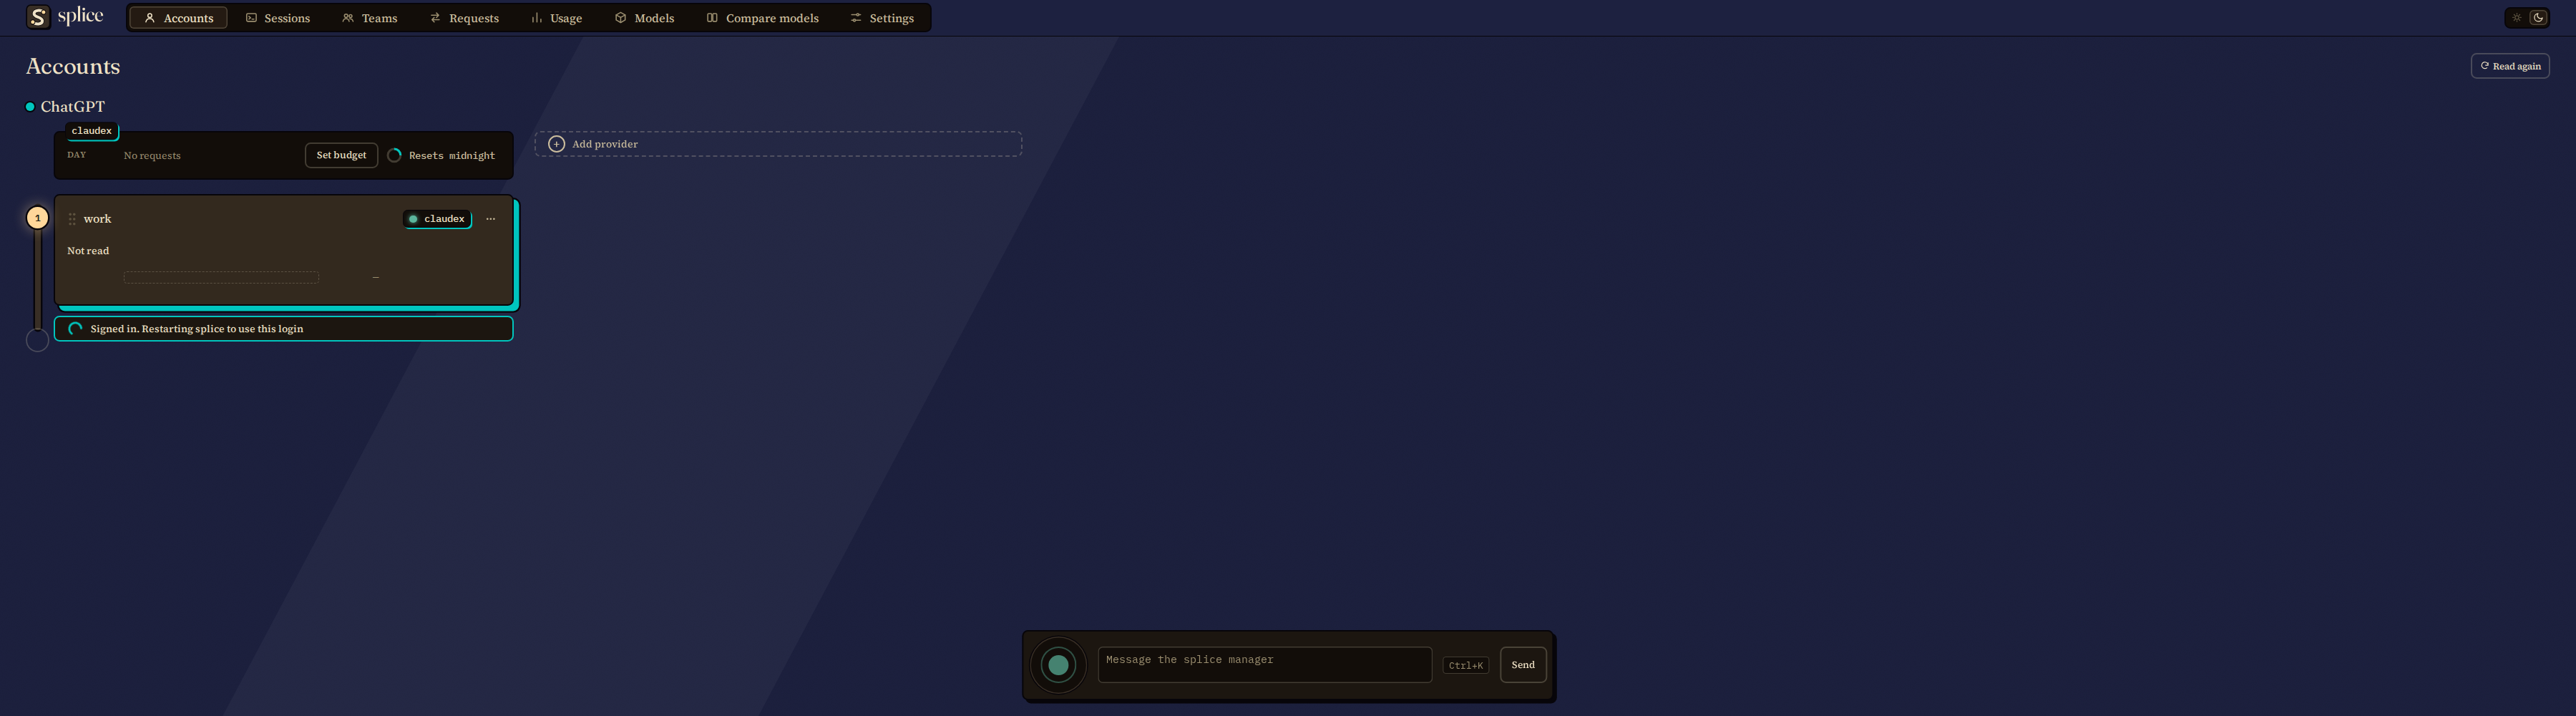 S splice Accounts Sessions Teams Requests Usage Models Compare models Settings
Accounts
Read again
ChatGPT
claudex
DAY No requests Set budget Resets midnight
+ Add provider
1 work claudex ...
Not read
–
Signed in. Restarting splice to use this login
Message the splice manager Ctrl+K Send